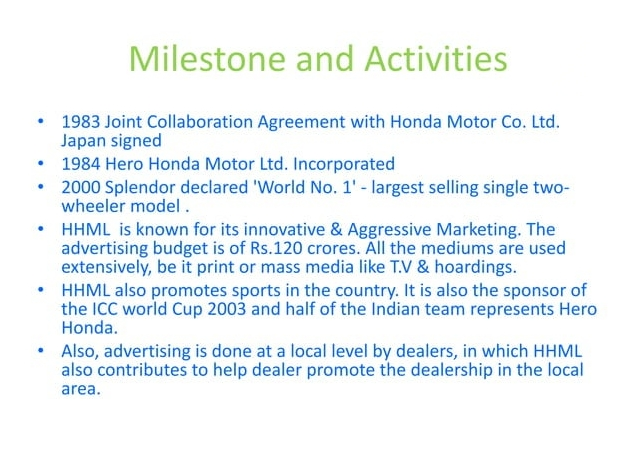 Milestone and Activities
• 1983 Joint Collaboration Agreement with Honda Motor Co. Ltd.
Japan signed
• 1984 Hero Honda Motor Ltd. Incorporated
• 2000 Splendor declared 'World No. 1' - largest selling single two-
wheeler model .
• HHML  is known for its innovative & Aggressive Marketing. The
advertising budget is of Rs.120 crores. All the mediums are used
extensively, be it print or mass media like T.V & hoardings.
• HHML also promotes sports in the country. It is also the sponsor of
the ICC world Cup 2003 and half of the Indian team represents Hero
Honda.
• Also, advertising is done at a local level by dealers, in which HHML
also contributes to help dealer promote the dealership in the local
area.